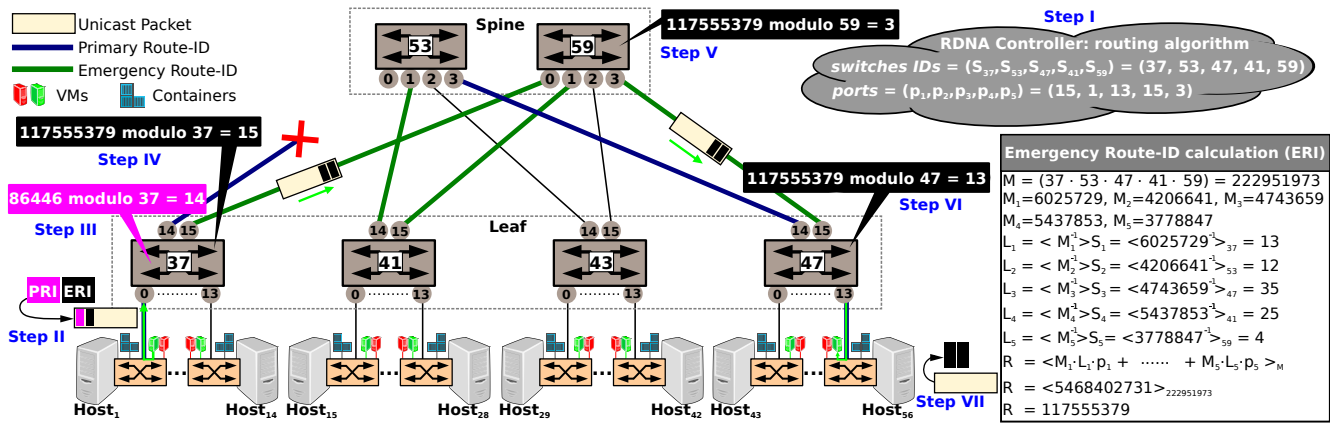 Unicast Packet
Primary Route-ID
Emergency Route-ID
VMs
Containers
Spine
53
59
0 1 2 3
0 1 2 3
117555379 modulo 59 = 3
Step V
Step I
RDNA Controller: routing algorithm
switches IDs = (S37,S53,S47,S41,S59) = (37, 53, 47, 41, 59)
ports = (p1,p2,p3,p4,p5) = (15, 1, 13, 15, 3)
117555379 modulo 37 = 15
Step IV
86446 modulo 37 = 14
Step III
117555379 modulo 47 = 13
Step VI
Leaf
14 15
14 15
14 15
14 15
37
41
43
47
0 ........ 13
0 ........ 13
0 ........ 13
0 ........ 13
PRI ERI
Step II
Step VII
Host1
Host14
Host15
Host28
Host29
Host42
Host43
Host56
Emergency Route-ID calculation (ERI)
M = (37 · 53 · 47 · 41 · 59) = 222951973
M1=6025729, M2=4206641, M3=4743659
M4=5437853, M5=3778847
L1 = < M1^-1>S1 = <6025729^-1>37 = 13
L2 = < M2^-1>S2 = <4206641^-1>53 = 12
L3 = < M3^-1>S3 = <4743659^-1>47 = 35
L4 = < M4^-1>S4 = <5437853^-1>41 = 25
L5 = < M5^-1>S5 = <3778847^-1>59 = 4
R = <M1·L1·p1 + ...... + M5·L5·p5 >M
R = <5468402731>222951973
R = 117555379